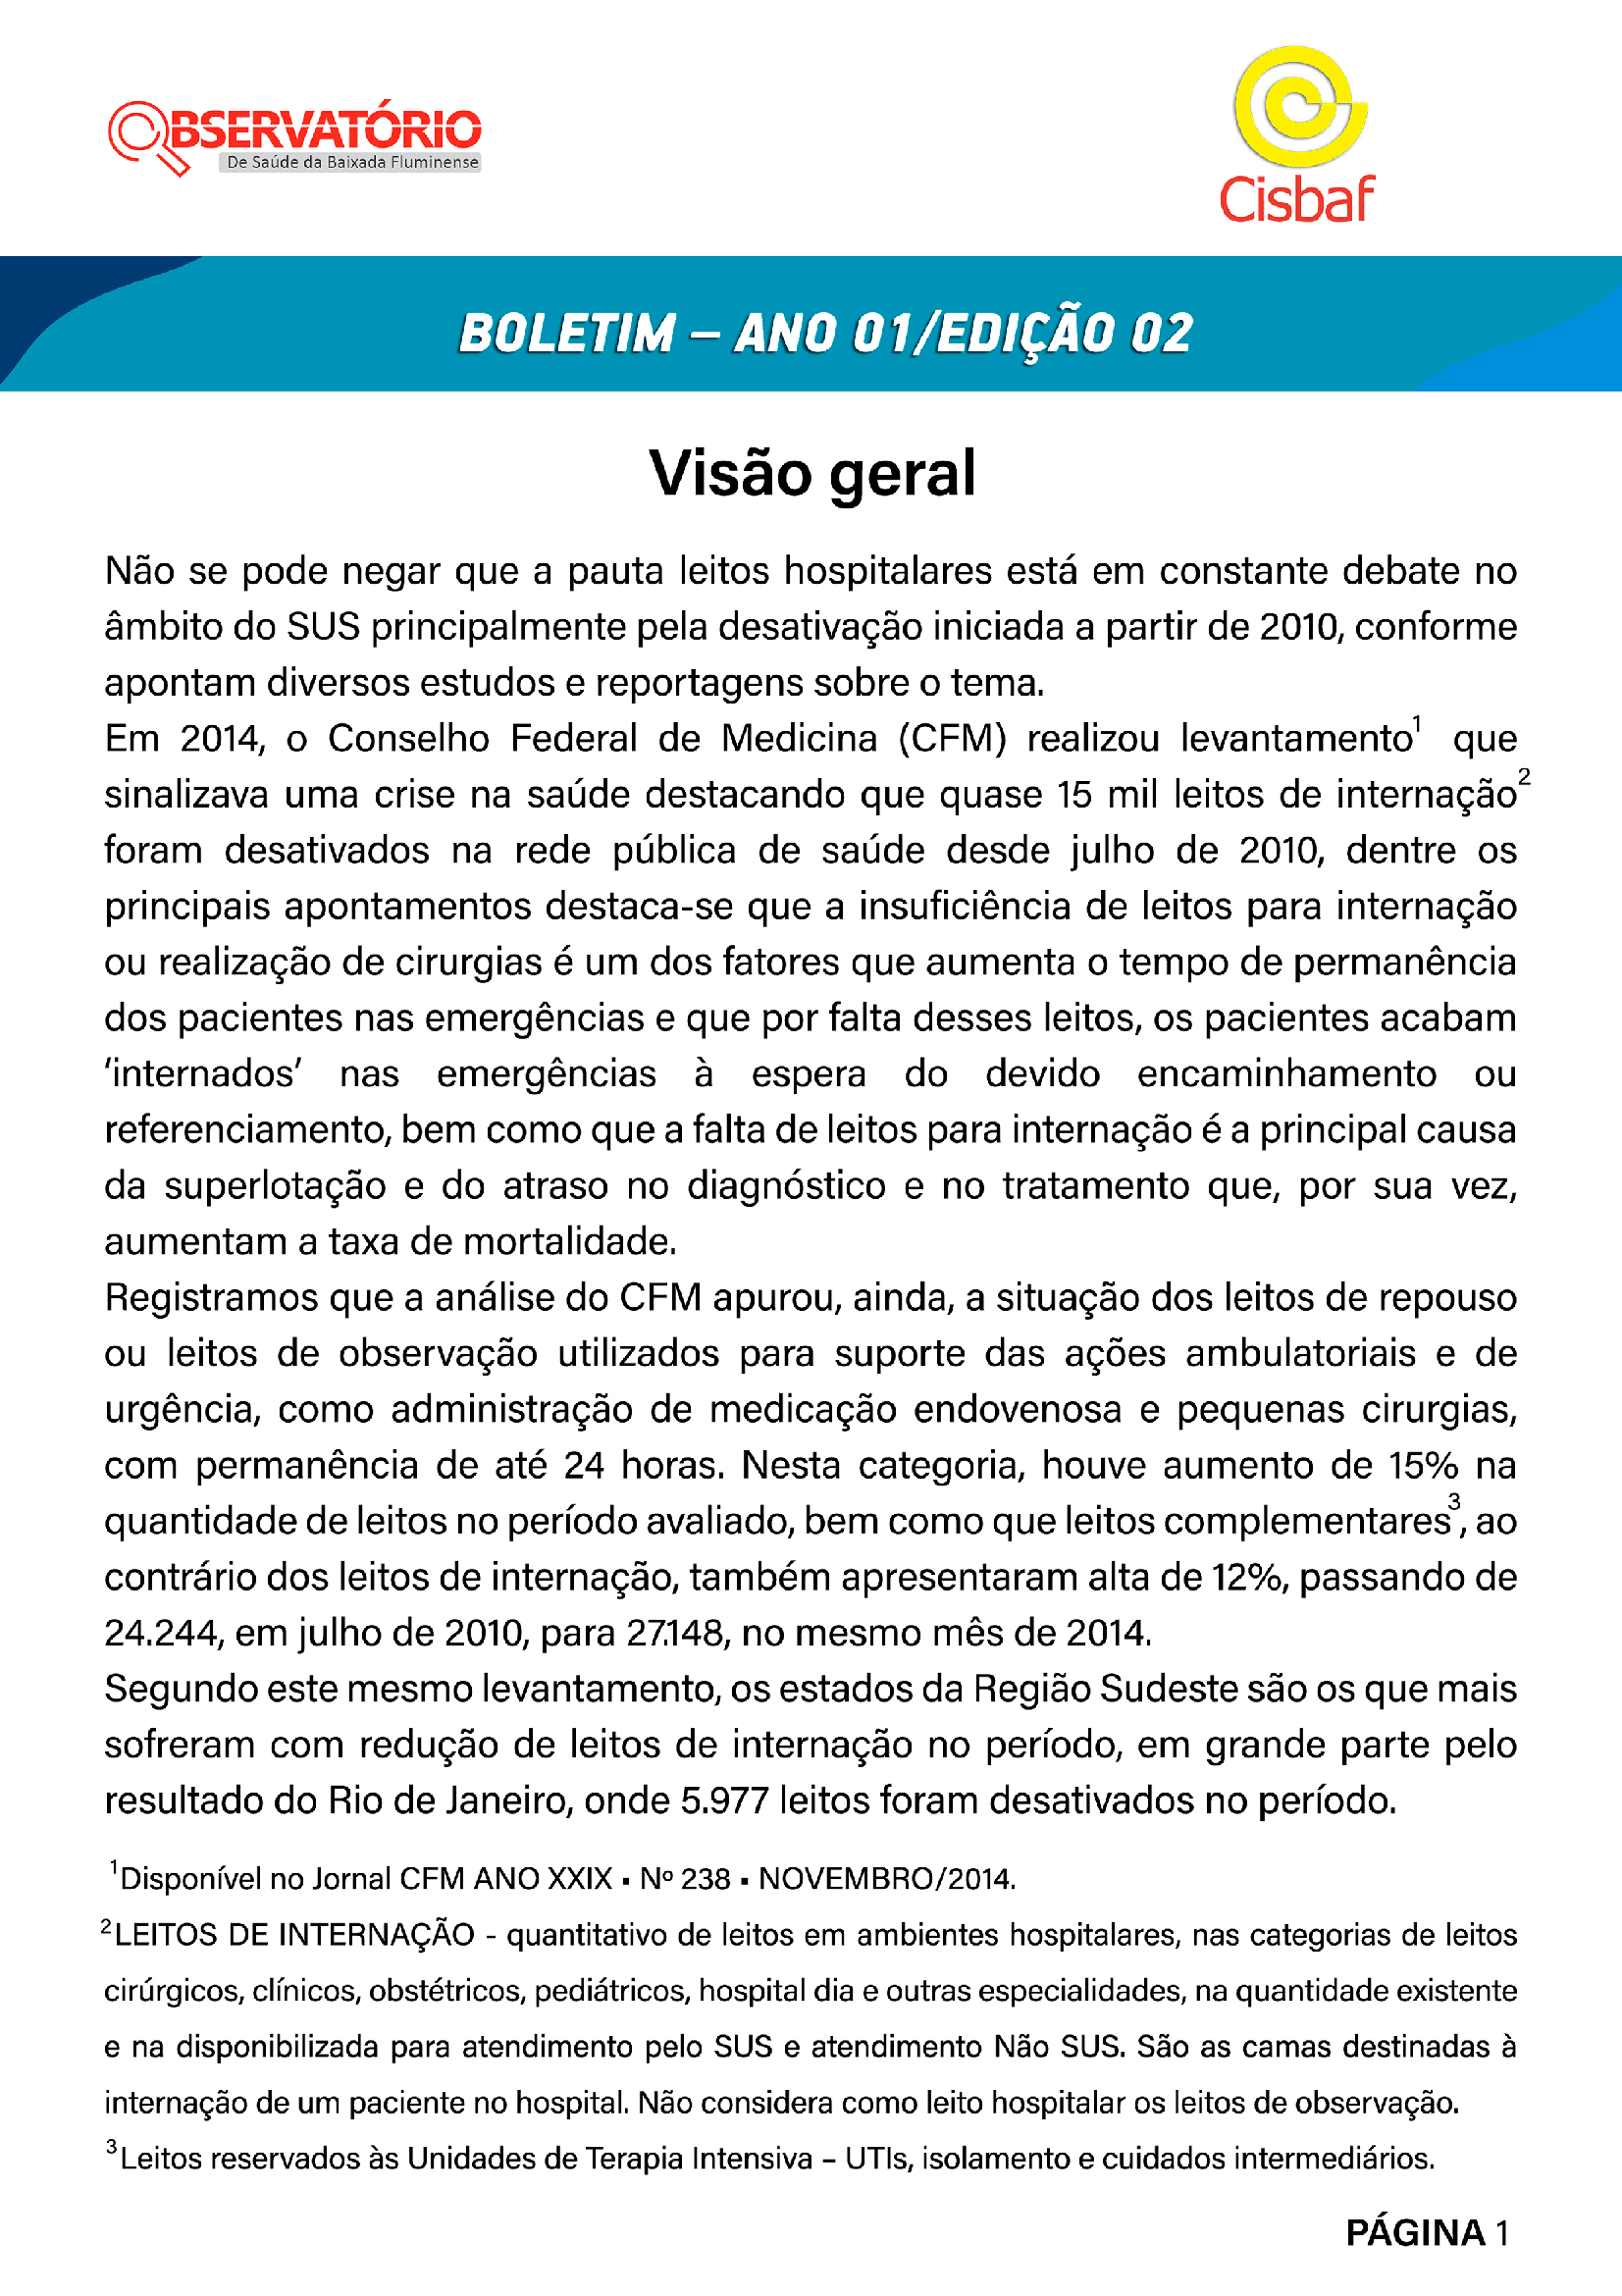 OBSERVATÓRIO
De Saúde da Baixada Fluminense
Cisbaf
BOLETIM – ANO 01/EDIÇÃO 02
Visão geral
Não se pode negar que a pauta leitos hospitalares está em constante debate no
âmbito do SUS principalmente pela desativação iniciada a partir de 2010, conforme
apontam diversos estudos e reportagens sobre o tema.
Em 2014, o Conselho Federal de Medicina (CFM) realizou levantamento¹ que
sinalizava uma crise na saúde destacando que quase 15 mil leitos de internação²
foram desativados na rede pública de saúde desde julho de 2010, dentre os
principais apontamentos destaca-se que a insuficiência de leitos para internação
ou realização de cirurgias é um dos fatores que aumenta o tempo de permanência
dos pacientes nas emergências e que por falta desses leitos, os pacientes acabam
‘internados’ nas emergências à espera do devido encaminhamento ou
referenciamento, bem como que a falta de leitos para internação é a principal causa
da superlotação e do atraso no diagnóstico e no tratamento que, por sua vez,
aumentam a taxa de mortalidade.
Registramos que a análise do CFM apurou, ainda, a situação dos leitos de repouso
ou leitos de observação utilizados para suporte das ações ambulatoriais e de
urgência, como administração de medicação endovenosa e pequenas cirurgias,
com permanência de até 24 horas. Nesta categoria, houve aumento de 15% na
quantidade de leitos no período avaliado, bem como que leitos complementares³, ao
contrário dos leitos de internação, também apresentaram alta de 12%, passando de
24.244, em julho de 2010, para 27.148, no mesmo mês de 2014.
Segundo este mesmo levantamento, os estados da Região Sudeste são os que mais
sofreram com redução de leitos de internação no período, em grande parte pelo
resultado do Rio de Janeiro, onde 5.977 leitos foram desativados no período.
¹Disponível no Jornal CFM ANO XXIX ▪ Nº 238 ▪ NOVEMBRO/2014.
²LEITOS DE INTERNAÇÃO - quantitativo de leitos em ambientes hospitalares, nas categorias de leitos
cirúrgicos, clínicos, obstétricos, pediátricos, hospital dia e outras especialidades, na quantidade existente
e na disponibilizada para atendimento pelo SUS e atendimento Não SUS. São as camas destinadas à
internação de um paciente no hospital. Não considera como leito hospitalar os leitos de observação.
³Leitos reservados às Unidades de Terapia Intensiva – UTIs, isolamento e cuidados intermediários.
PÁGINA 1